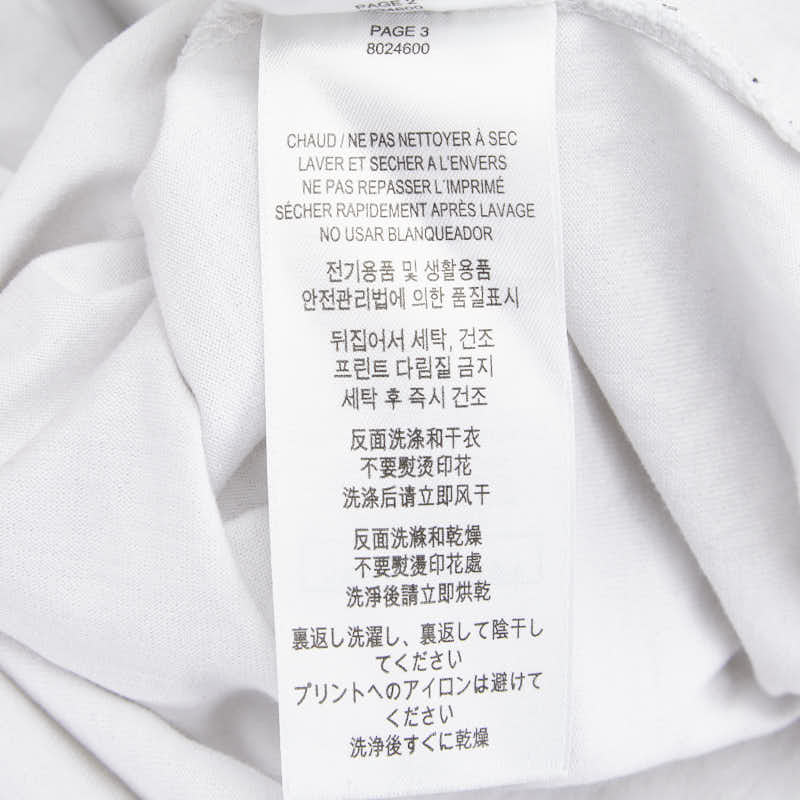 PAGE 2
8024600
PAGE 3
8024600
CHAUD / NE PAS NETTOYER À SEC
LAVER ET SECHER A L'ENVERS
NE PAS REPASSER L'IMPRIMÉ
SÉCHER RAPIDEMENT APRÈS LAVAGE
NO USAR BLANQUEADOR
전기용품 및 생활용품
안전관리법에 의한 품질표시
뒤집어서 세탁, 건조
프린트 다림질 금지
세탁 후 즉시 건조
反面洗涤和干衣
不要熨烫印花
洗涤后请立即风干
反面洗滌和乾燥
不要熨燙印花處
洗淨後請立即烘乾
裏返し洗濯し、裏返して陰干し
てください
プリントへのアイロンは避けて
ください
洗浄後すぐに乾燥